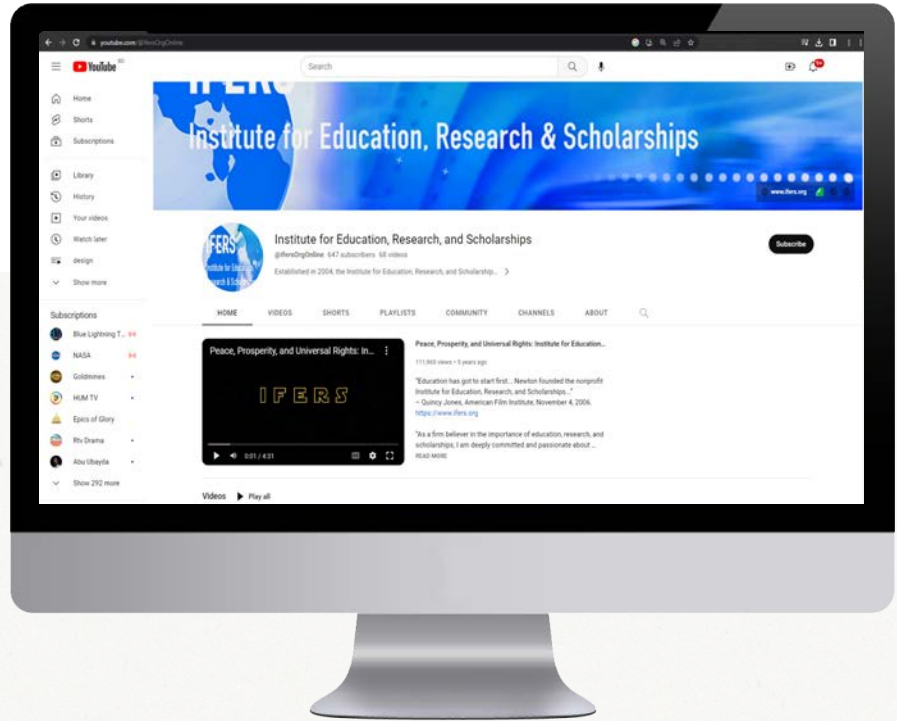 youtube.com/@IfersOrgOnline
YouTube
Search
9+
Home
Shorts
Subscriptions
Library
History
Your videos
Watch later
design
Show more
Subscriptions
Blue Lightning T...
NASA
Goldmines
HUM TV
Epics of Glory
Rtv Drama
Abu Ubayda
Show 292 more
IFERS
Institute for Education, Research & Scholarships
www.ifers.org
IFERS
Institute for Education
Research & Scholarships
Institute for Education, Research, and Scholarships
@IfersOrgOnline 647 subscribers 68 videos
Established in 2004, the Institute for Education, Research, and Scholarship...
Subscribe
HOME VIDEOS SHORTS PLAYLISTS COMMUNITY CHANNELS ABOUT
Peace, Prosperity, and Universal Rights: In...
IFERS
0:01 / 4:31
Peace, Prosperity, and Universal Rights: Institute for Education...
"Education has got to start first... Newton founded the nonprofit
Institute for Education, Research, and Scholarships..."
– Quincy Jones, American Film Institute, November 4, 2006.
https://www.ifers.org
"As a firm believer in the importance of education, research, and
scholarships, I am deeply committed and passionate about ...
READ MORE
Videos Play all